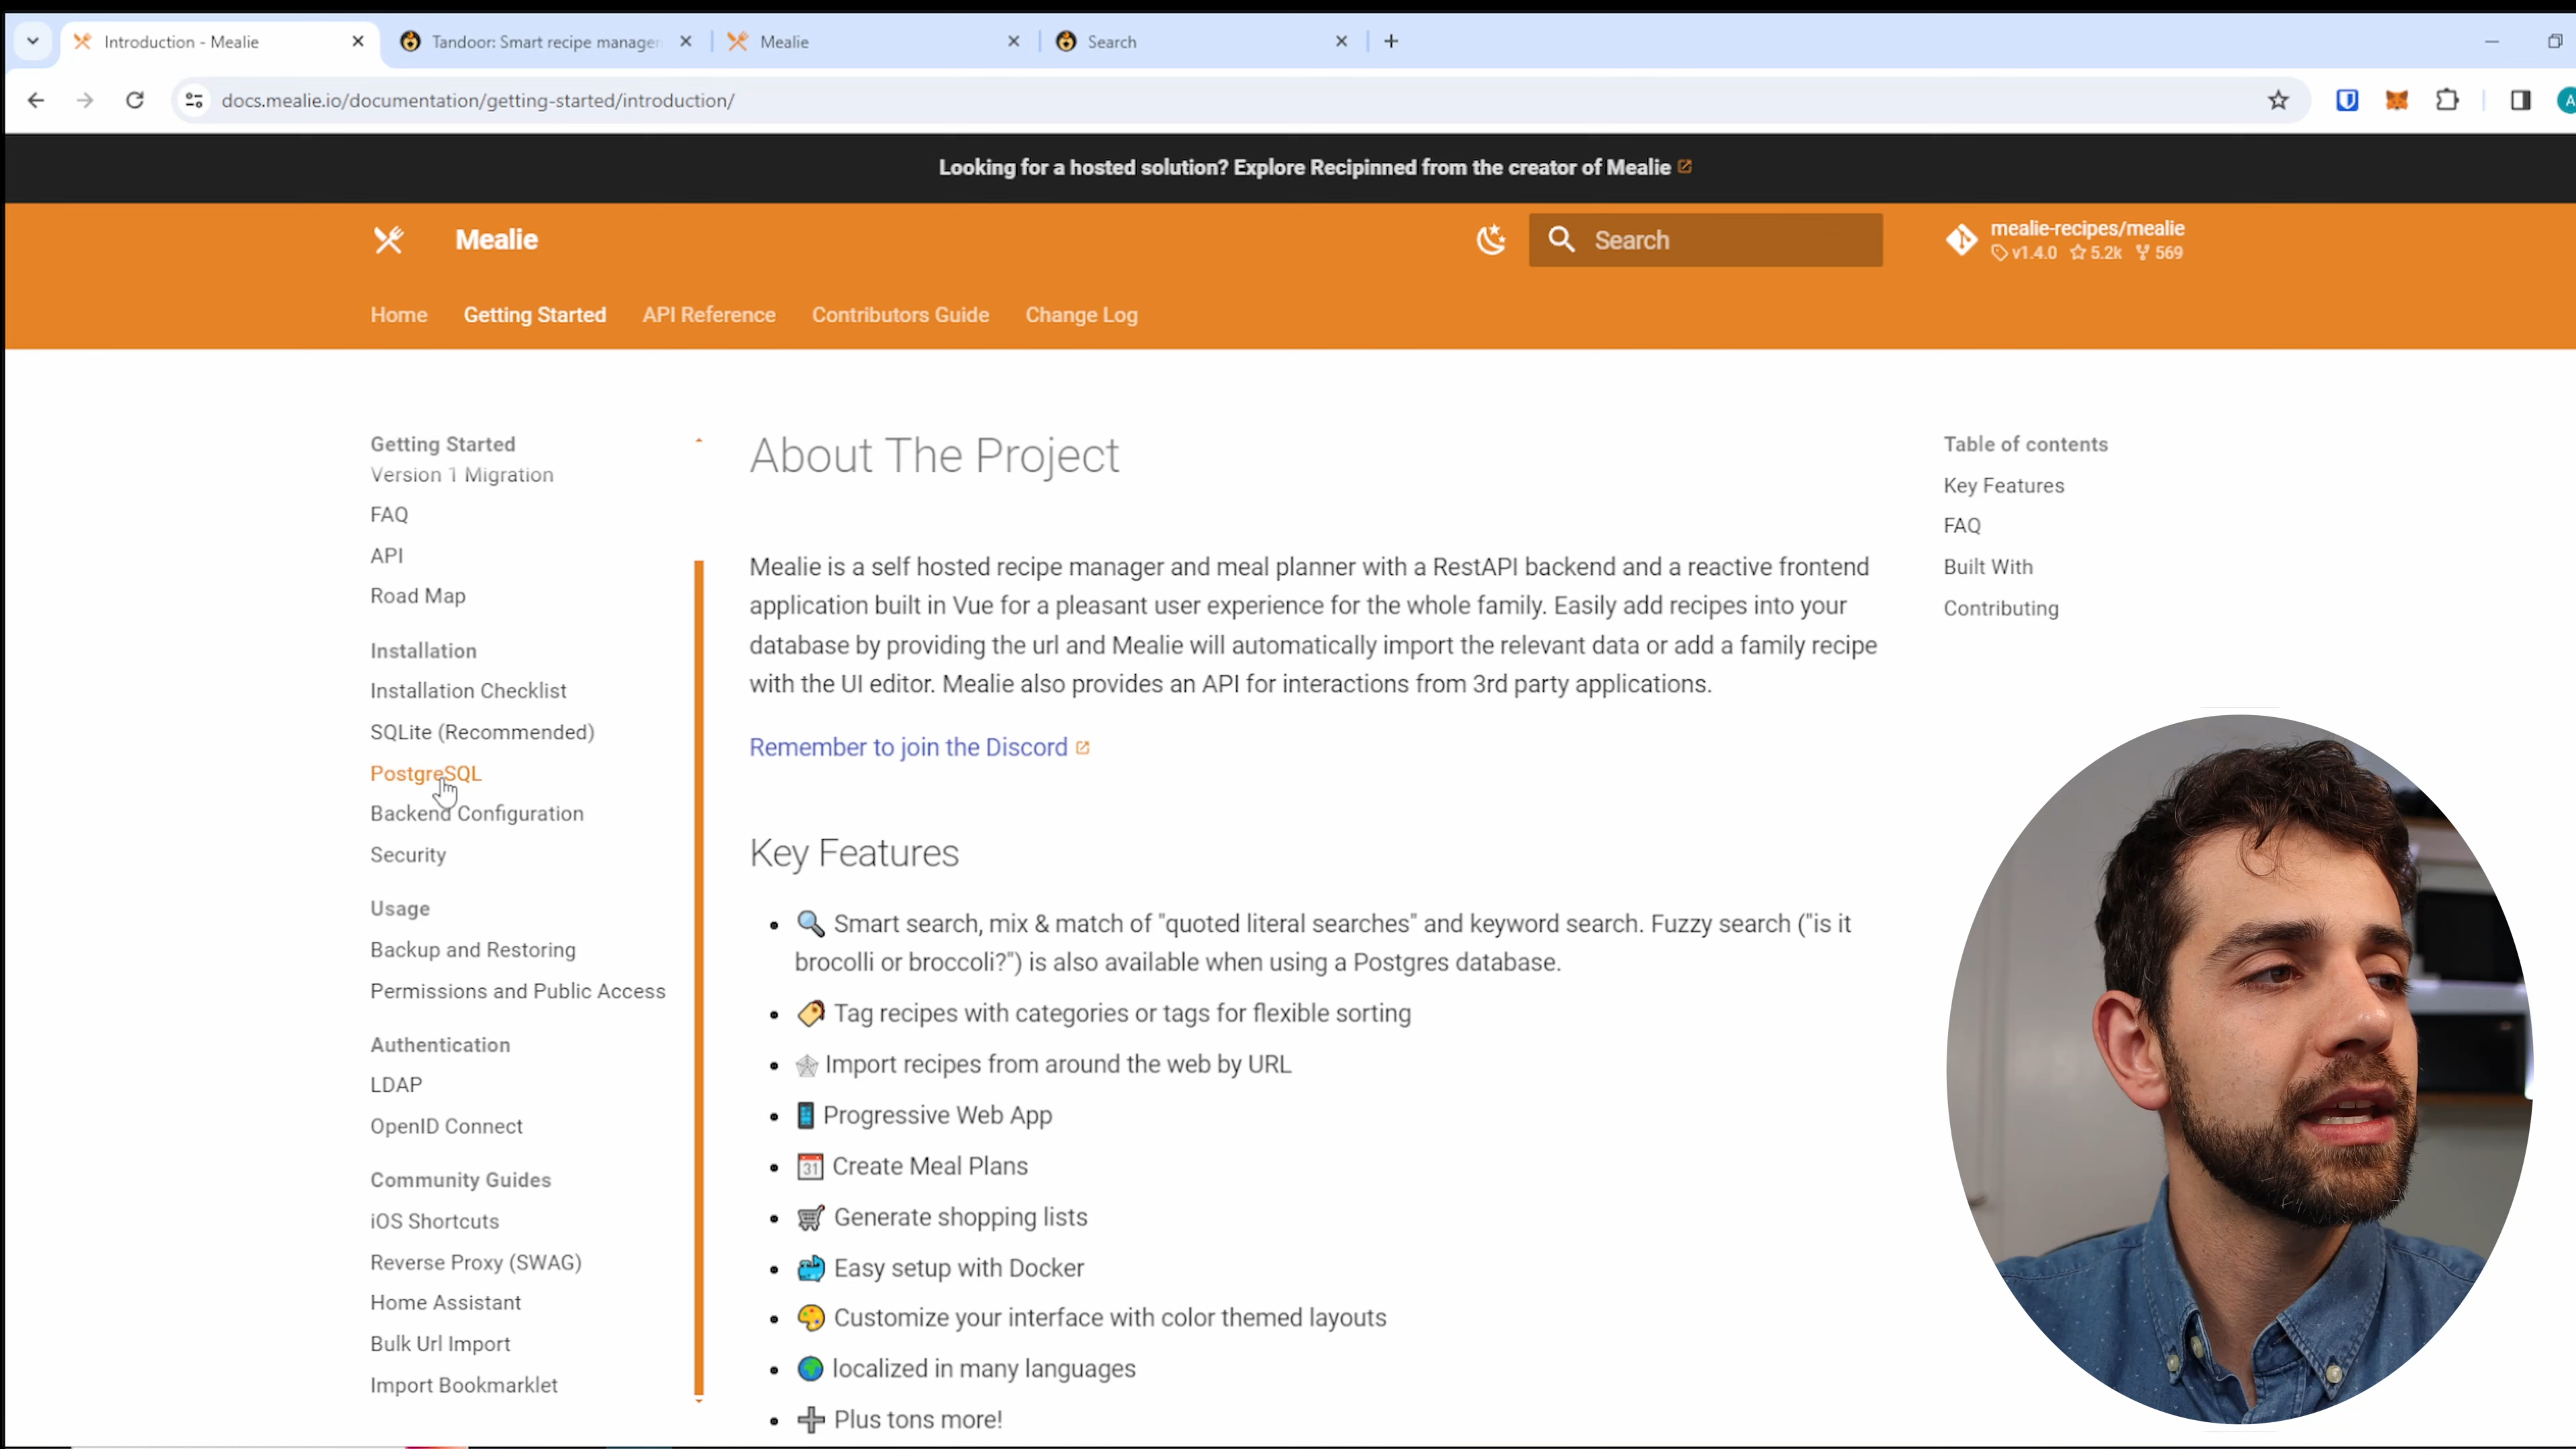 Introduction - Mealie
Tandoor: Smart recipe manager
Mealie
Search
docs.mealie.io/documentation/getting-started/introduction/
A
Looking for a hosted solution? Explore Recipinned from the creator of Mealie
Mealie
Search
mealie-recipes/mealie
v1.4.0 5.2k 569
Home Getting Started API Reference Contributors Guide Change Log
Getting Started
Version 1 Migration
FAQ
API
Road Map
Installation
Installation Checklist
SQLite (Recommended)
PostgreSQL
Backend Configuration
Security
Usage
Backup and Restoring
Permissions and Public Access
Authentication
LDAP
OpenID Connect
Community Guides
iOS Shortcuts
Reverse Proxy (SWAG)
Home Assistant
Bulk Url Import
Import Bookmarklet
About The Project
Mealie is a self hosted recipe manager and meal planner with a RestAPI backend and a reactive frontend
application built in Vue for a pleasant user experience for the whole family. Easily add recipes into your
database by providing the url and Mealie will automatically import the relevant data or add a family recipe
with the UI editor. Mealie also provides an API for interactions from 3rd party applications.
Remember to join the Discord
Key Features
Smart search, mix & match of "quoted literal searches" and keyword search. Fuzzy search ("is it
brocolli or broccoli?") is also available when using a Postgres database.
Tag recipes with categories or tags for flexible sorting
Import recipes from around the web by URL
Progressive Web App
31 Create Meal Plans
Generate shopping lists
Easy setup with Docker
Customize your interface with color themed layouts
localized in many languages
Plus tons more!
Table of contents
Key Features
FAQ
Built With
Contributing